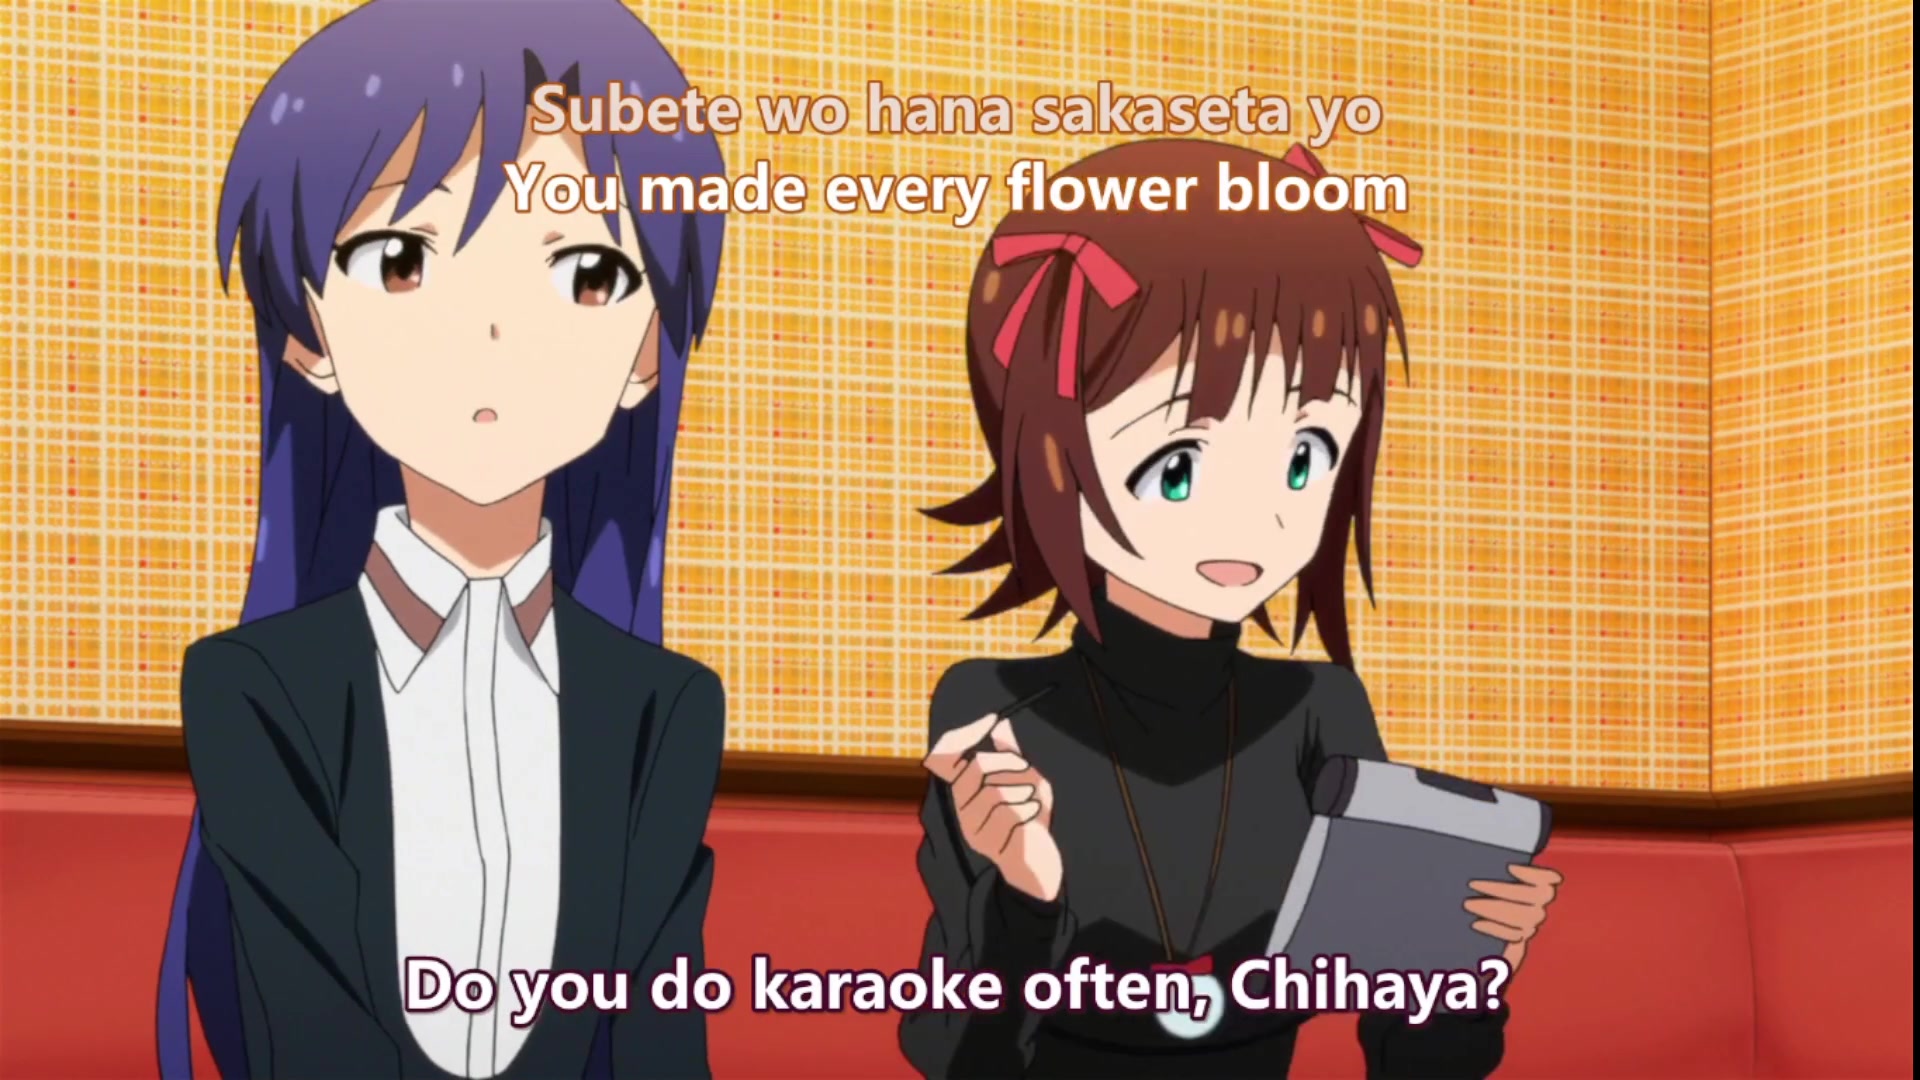 Subete wo hana sakaseta yo
You made every flower bloom
Do you do karaoke often, Chihaya?